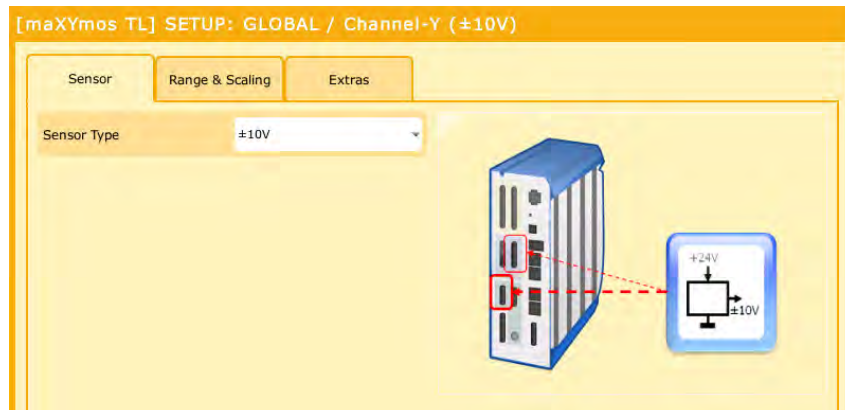 [maXYmos TL] SETUP: GLOBAL / Channel-Y (±10V)
Sensor
Range & Scaling
Extras
Sensor Type
±10V
+24V
±10V